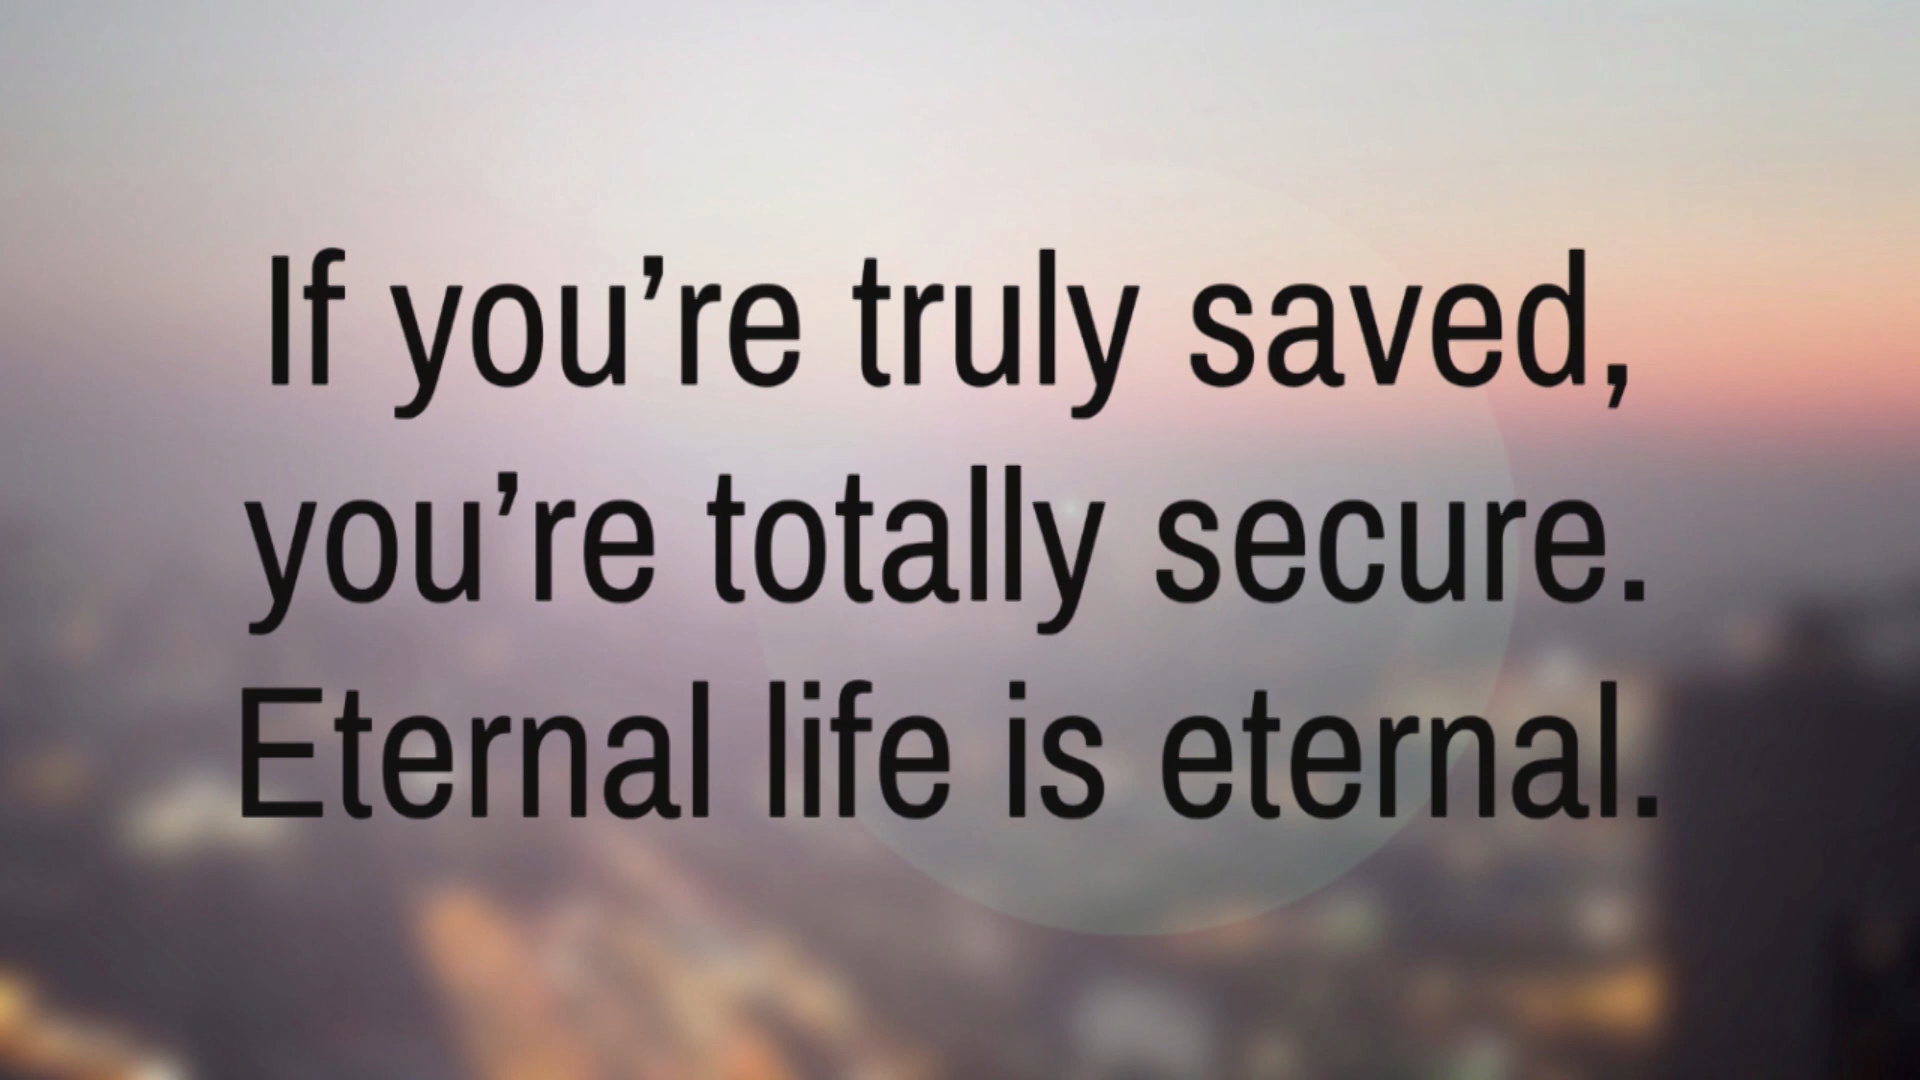 If you’re truly saved,
you’re totally secure.
Eternal life is eternal.